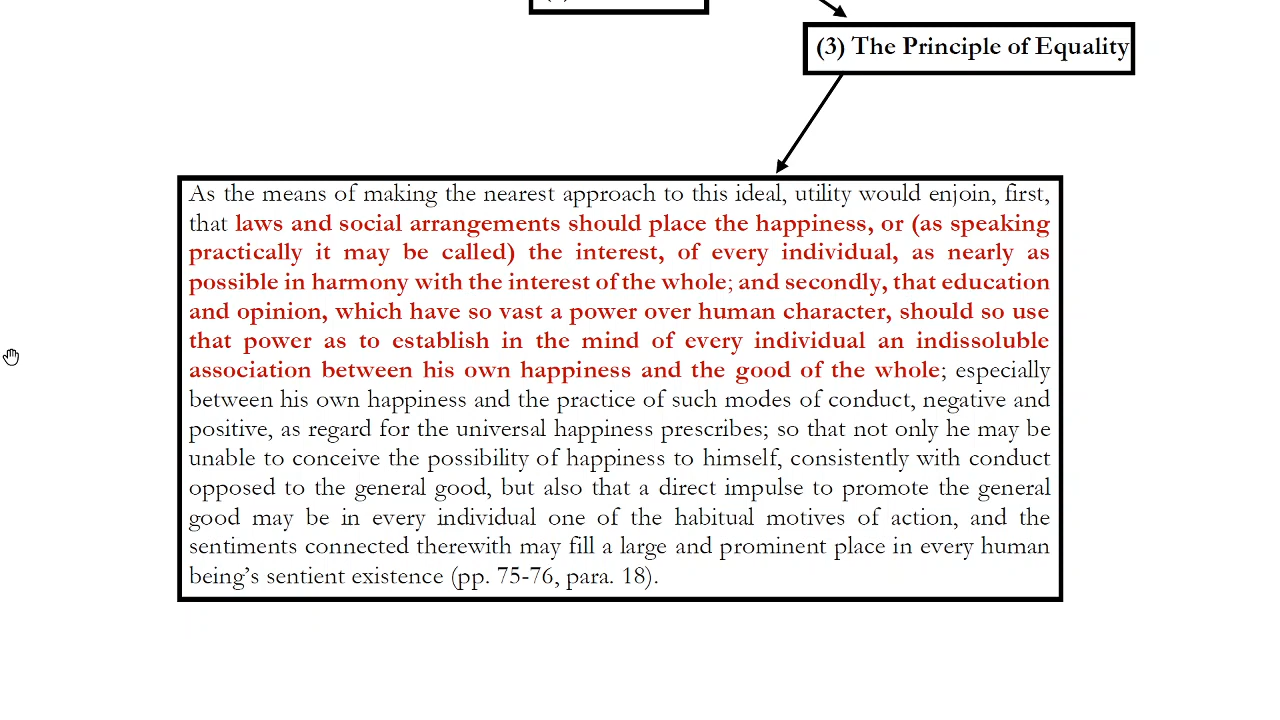 (3) The Principle of Equality
As the means of making the nearest approach to this ideal, utility would enjoin, first,
that laws and social arrangements should place the happiness, or (as speaking
practically it may be called) the interest, of every individual, as nearly as
possible in harmony with the interest of the whole; and secondly, that education
and opinion, which have so vast a power over human character, should so use
that power as to establish in the mind of every individual an indissoluble
association between his own happiness and the good of the whole; especially
between his own happiness and the practice of such modes of conduct, negative and
positive, as regard for the universal happiness prescribes; so that not only he may be
unable to conceive the possibility of happiness to himself, consistently with conduct
opposed to the general good, but also that a direct impulse to promote the general
good may be in every individual one of the habitual motives of action, and the
sentiments connected therewith may fill a large and prominent place in every human
being's sentient existence (pp. 75-76, para. 18).